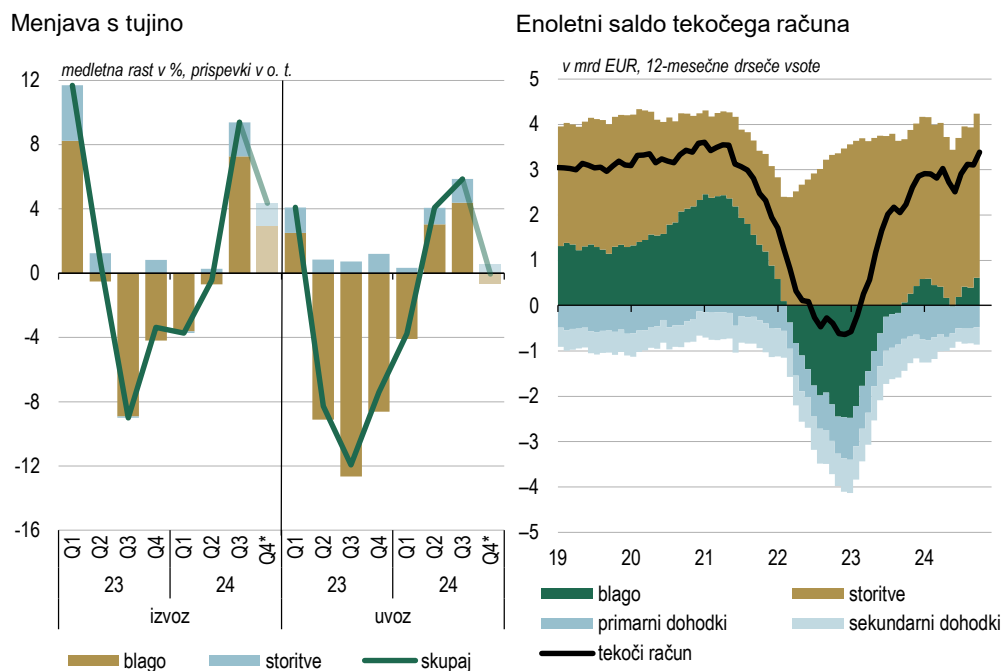 Menjava s tujino
medletna rast v %, prispevki v o. t.
12
8
4
0
-4
-8
-12
-16
Q1 Q2 Q3 Q4 Q1 Q2 Q3 Q4* Q1 Q2 Q3 Q4 Q1 Q2 Q3 Q4*
23 24 23 24
izvoz uvoz
blago storitve skupaj
Enoletni saldo tekočega računa
v mrd EUR, 12-mesečne drseče vsote
5
4
3
2
1
0
–1
–2
–3
–4
–5
19 20 21 22 23 24
blago storitve
primarni dohodki sekundarni dohodki
tekoči račun